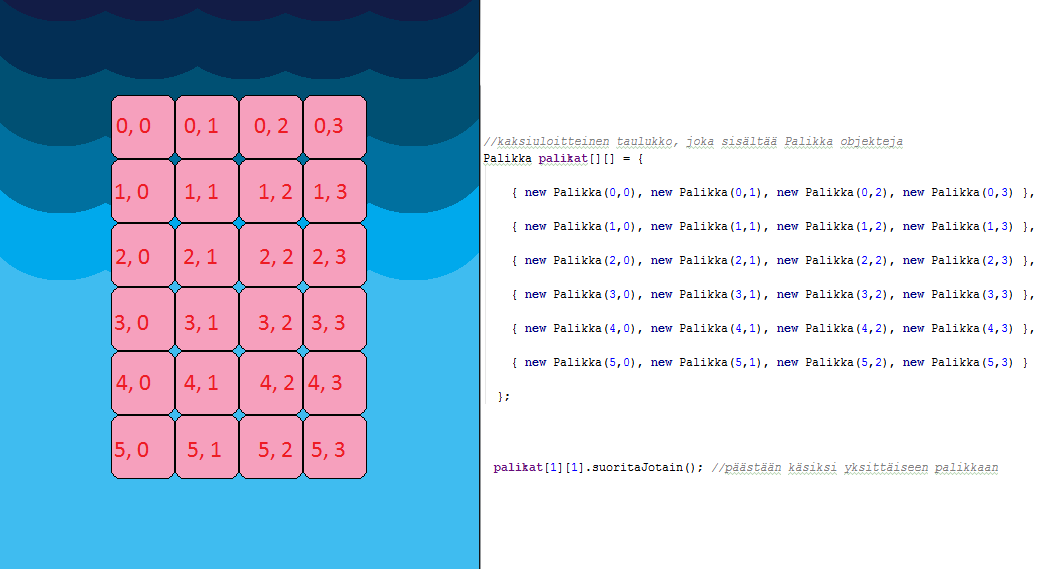 0, 0 0, 1 0, 2 0,3
1, 0 1, 1 1, 2 1, 3
2, 0 2, 1 2, 2 2, 3
3, 0 3, 1 3, 2 3, 3
4, 0 4, 1 4, 2 4, 3
5, 0 5, 1 5, 2 5, 3
//kaksiuloitteinen taulukko, joka sisältää Palikka objekteja
Palikka palikat[][] = {
{ new Palikka(0,0), new Palikka(0,1), new Palikka(0,2), new Palikka(0,3) },
{ new Palikka(1,0), new Palikka(1,1), new Palikka(1,2), new Palikka(1,3) },
{ new Palikka(2,0), new Palikka(2,1), new Palikka(2,2), new Palikka(2,3) },
{ new Palikka(3,0), new Palikka(3,1), new Palikka(3,2), new Palikka(3,3) },
{ new Palikka(4,0), new Palikka(4,1), new Palikka(4,2), new Palikka(4,3) },
{ new Palikka(5,0), new Palikka(5,1), new Palikka(5,2), new Palikka(5,3) }
};
palikat[1][1].suoritaJotain(); //päästään käsiksi yksittäiseen palikkaan